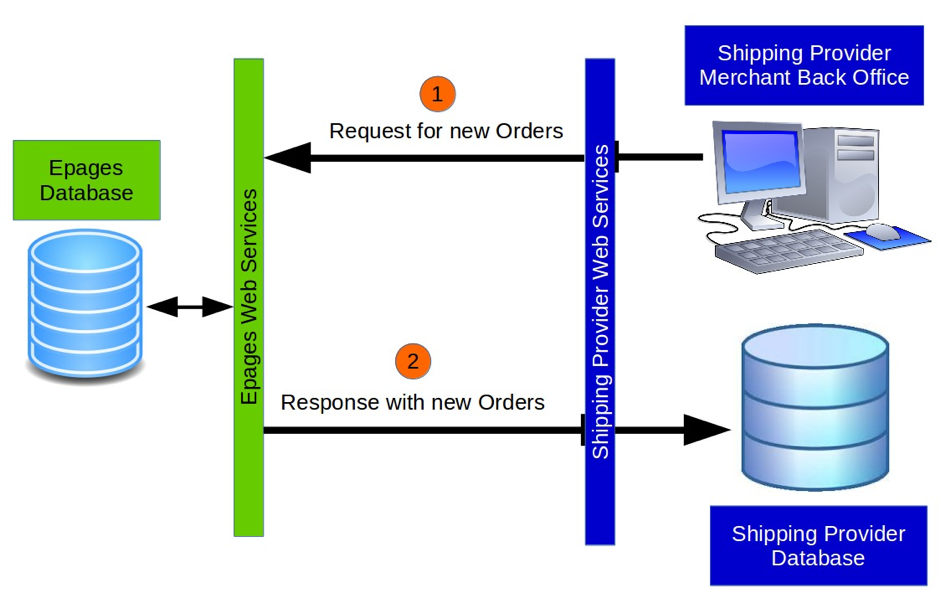 Shipping Provider
Merchant Back Office
1
Request for new Orders
Epages
Database
Epages Web Services
Shipping Provider Web Services
2
Response with new Orders
Shipping Provider
Database